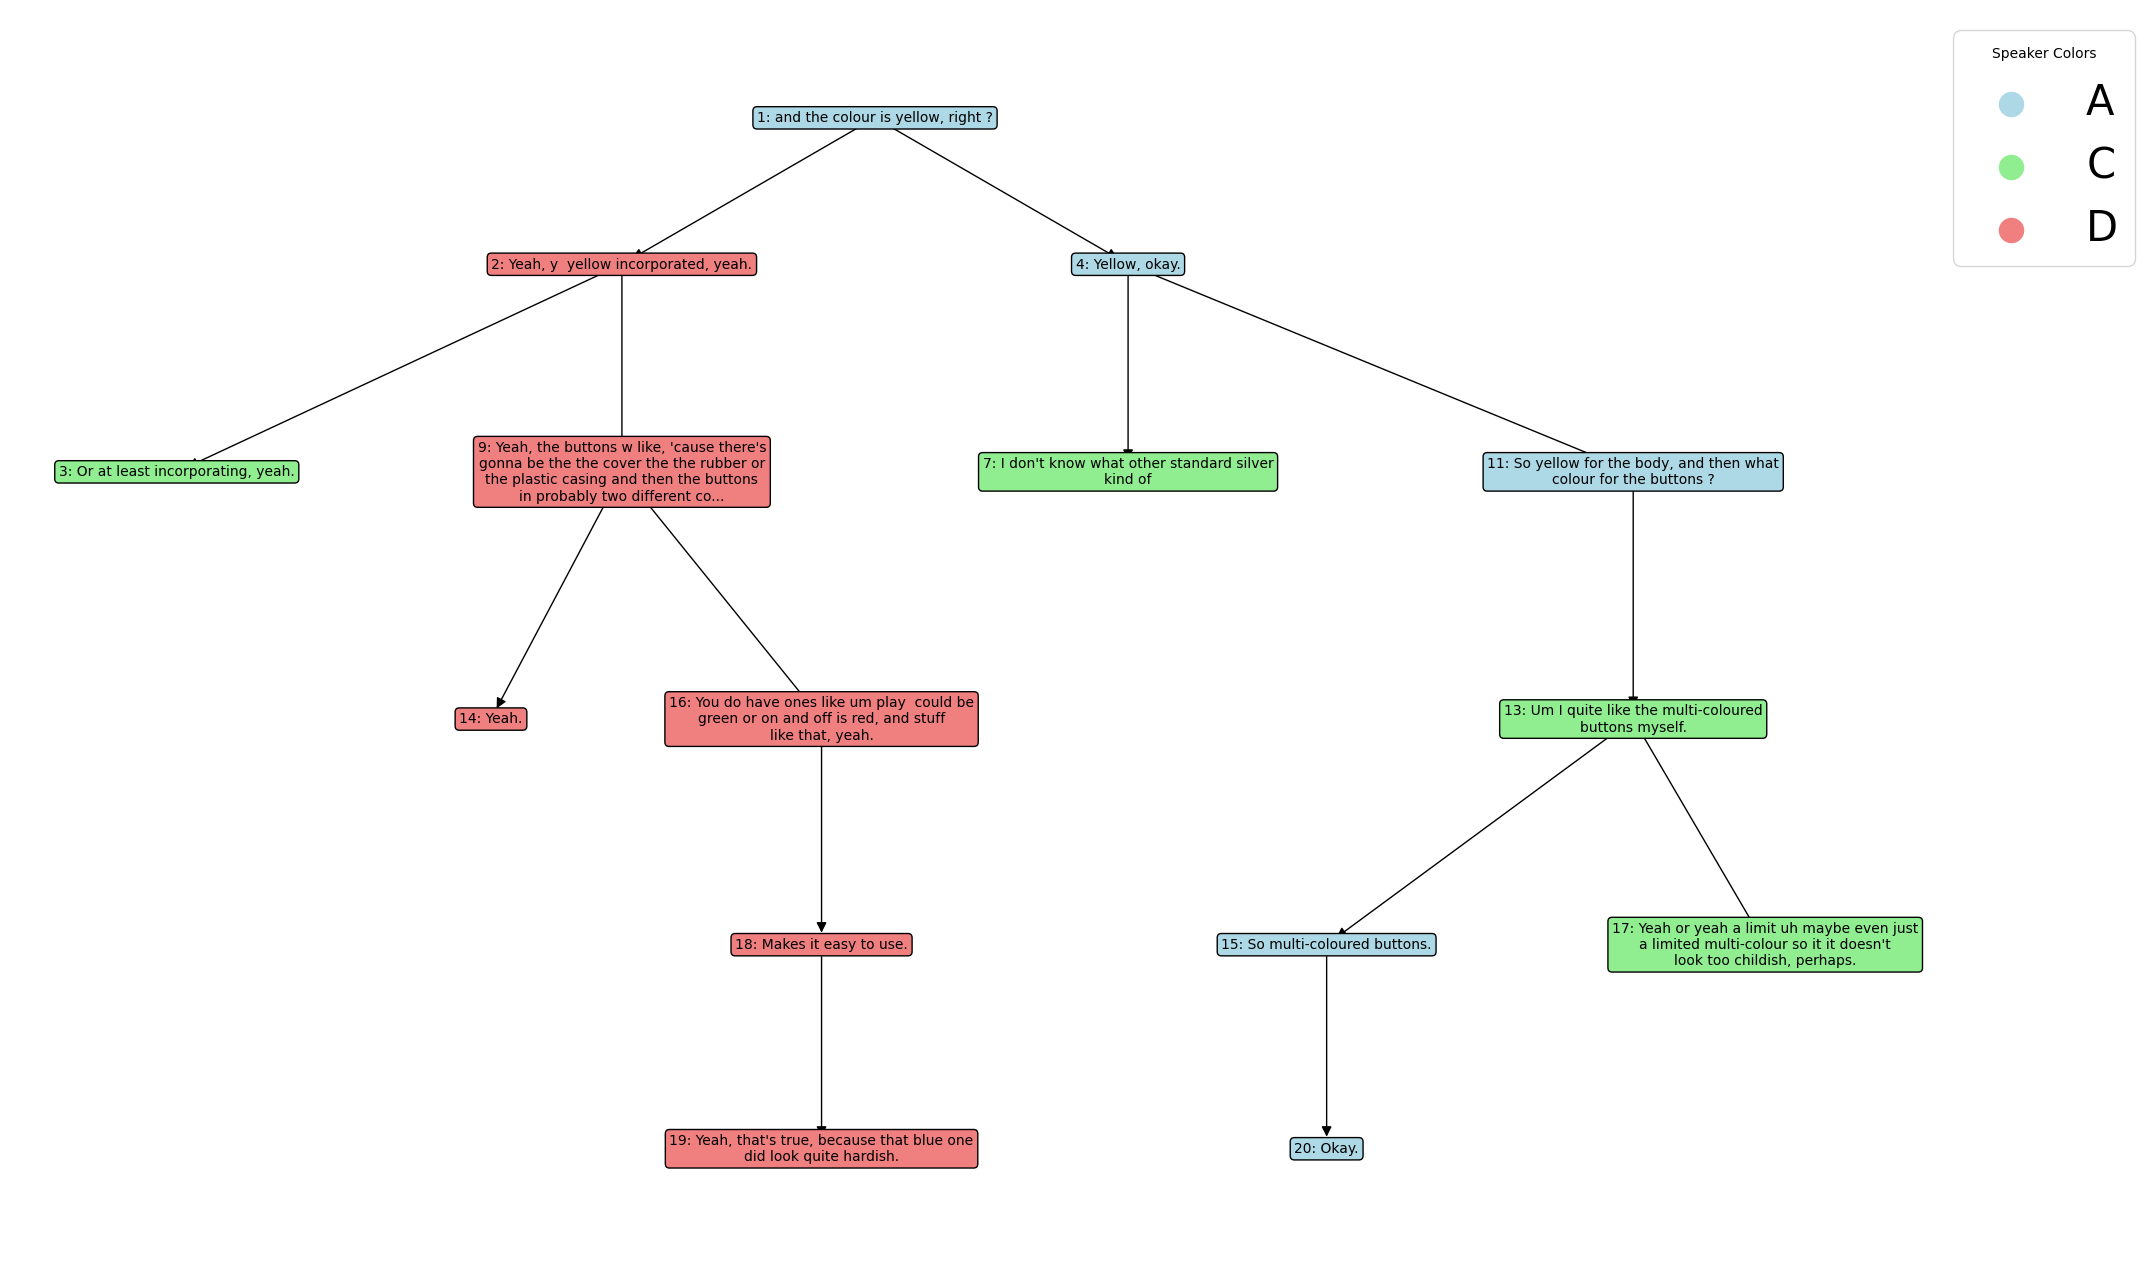 Speaker Colors
A
C
D
1: and the colour is yellow, right ?
2: Yeah, y  yellow incorporated, yeah.
4: Yellow, okay.
3: Or at least incorporating, yeah.
9: Yeah, the buttons w like, 'cause there's
gonna be the the cover the the rubber or
the plastic casing and then the buttons
in probably two different co...
7: I don't know what other standard silver
kind of
11: So yellow for the body, and then what
colour for the buttons ?
14: Yeah.
16: You do have ones like um play  could be
green or on and off is red, and stuff
like that, yeah.
13: Um I quite like the multi-coloured
buttons myself.
18: Makes it easy to use.
15: So multi-coloured buttons.
17: Yeah or yeah a limit uh maybe even just
a limited multi-colour so it it doesn't
look too childish, perhaps.
19: Yeah, that's true, because that blue one
did look quite hardish.
20: Okay.